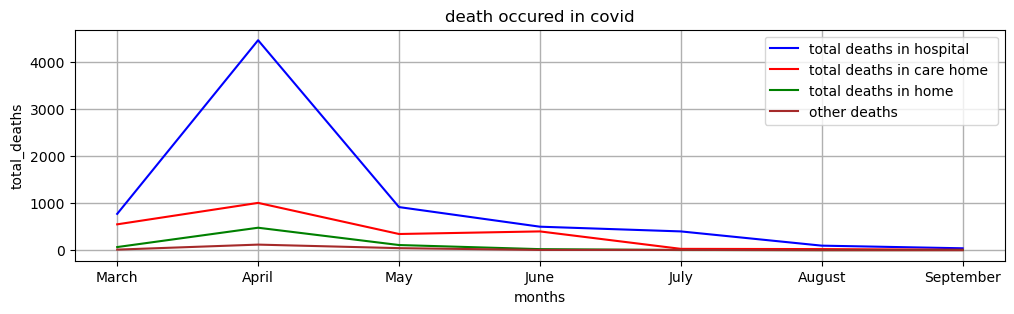 death occured in covid
total deaths in hospital
total deaths in care home
total deaths in home
other deaths
total_deaths
4000
3000
2000
1000
0
March April May June July August September
months